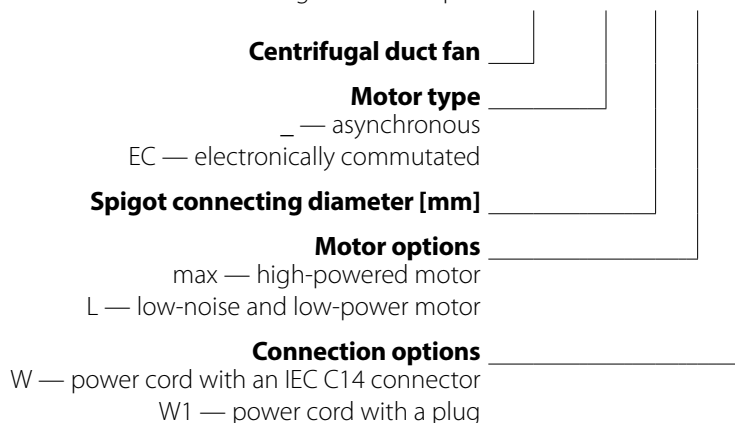 Centrifugal duct fan
Motor type
_ — asynchronous
EC — electronically commutated
Spigot connecting diameter [mm]
Motor options
max — high-powered motor
L — low-noise and low-power motor
Connection options
W — power cord with an IEC C14 connector
W1 — power cord with a plug